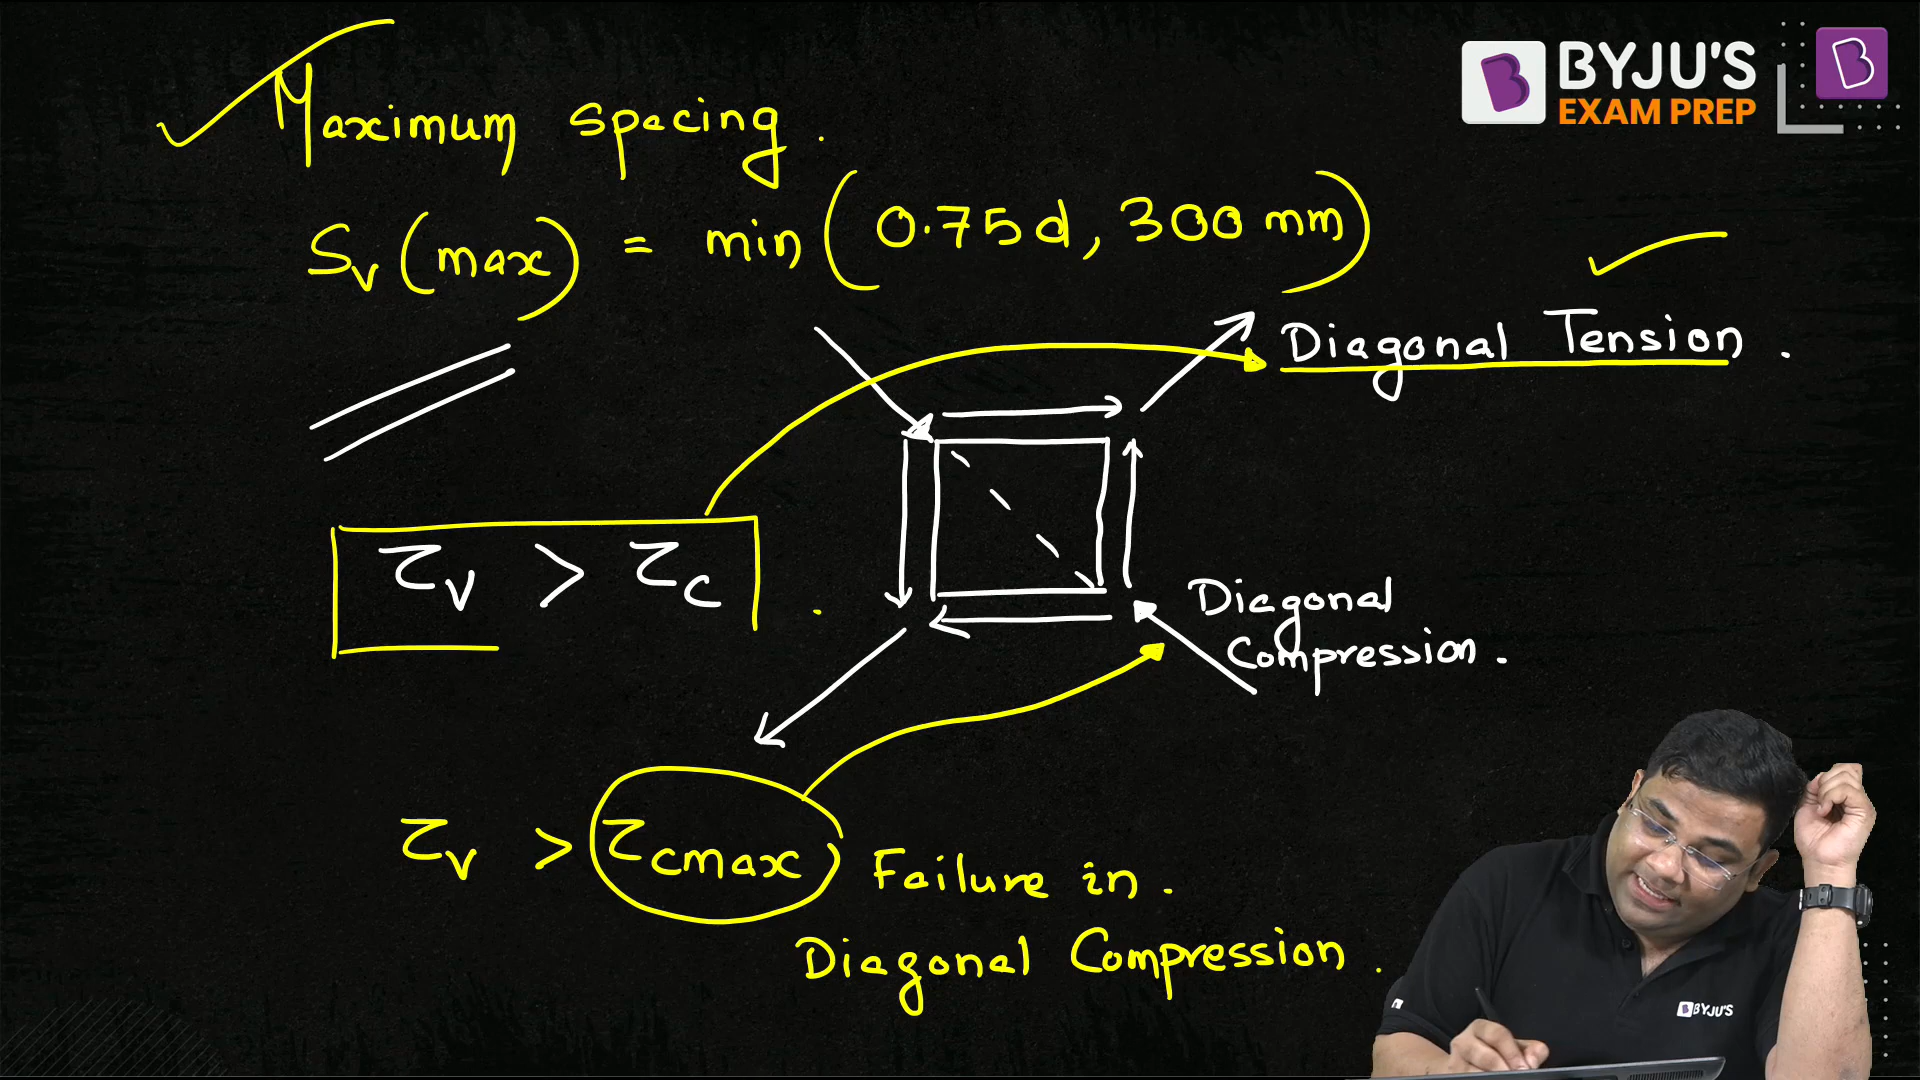 BYJU'S
EXAM PREP
Maximum spacing.
Sv (max) = min (0.75d, 300 mm)
Diagonal Tension.
τv > τc.
Diagonal
Compression.
τv > τcmax Failure in.
Diagonal Compression.
BYJU'S